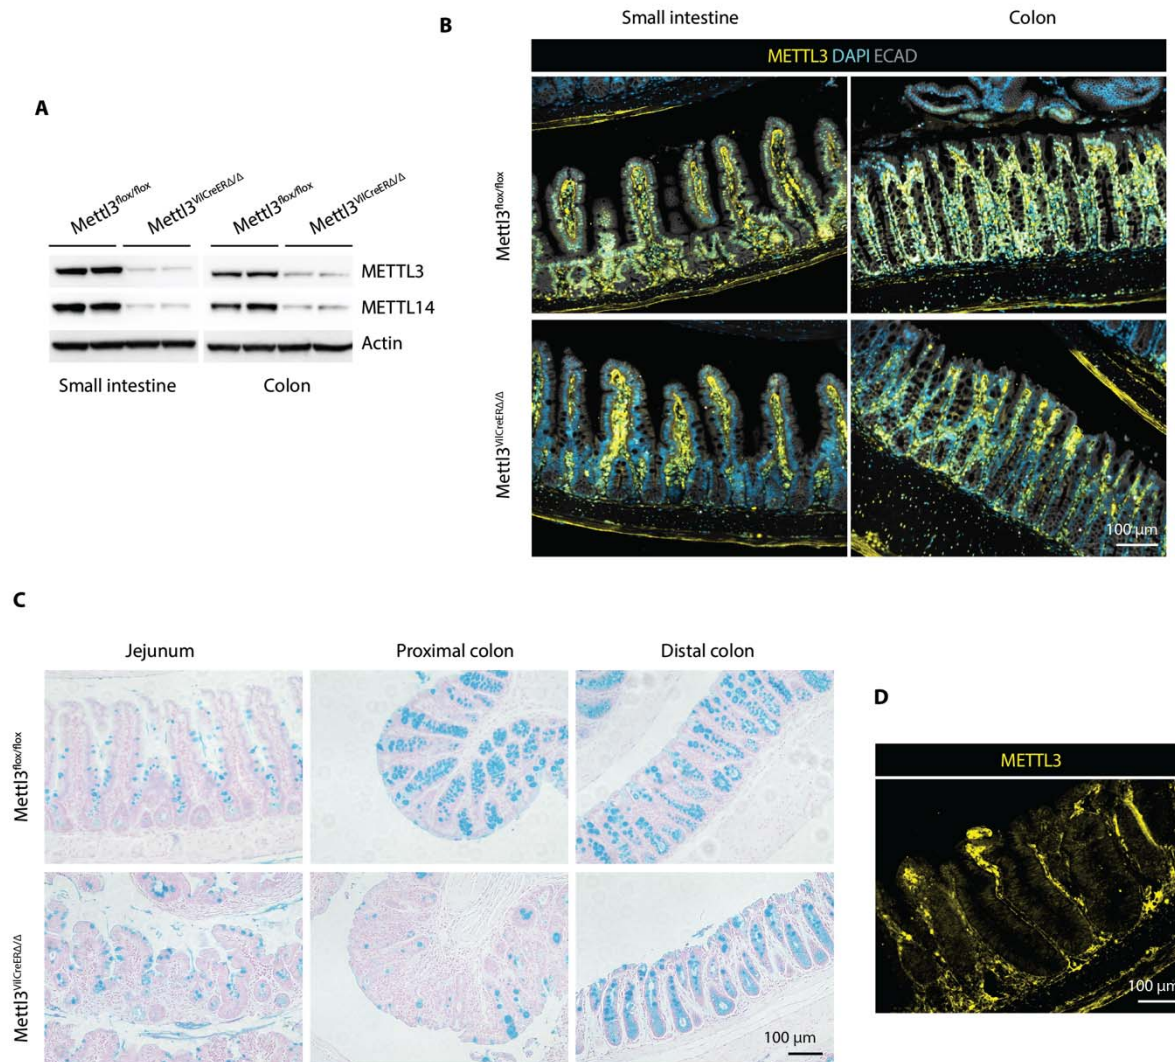 A
Mettl3flox/flox
Mettl3VilCreERΔ/Δ
Mettl3flox/flox
Mettl3VilCreERΔ/Δ
METTL3
METTL14
Actin
Small intestine
Colon
B
Small intestine
Colon
METTL3 DAPI ECAD
Mettl3flox/flox
Mettl3VilCreERΔ/Δ
100 µm
C
Jejunum
Proximal colon
Distal colon
Mettl3flox/flox
Mettl3VilCreERΔ/Δ
100 µm
D
METTL3
100 µm